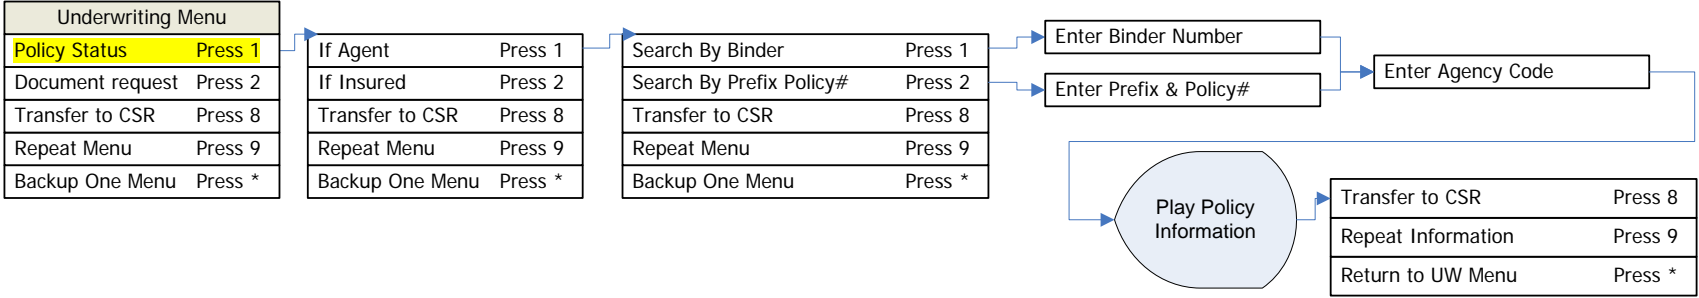 Underwriting Menu
Policy Status Press 1
Document request Press 2
Transfer to CSR Press 8
Repeat Menu Press 9
Backup One Menu Press *
If Agent Press 1
If Insured Press 2
Transfer to CSR Press 8
Repeat Menu Press 9
Backup One Menu Press *
Search By Binder Press 1
Search By Prefix Policy# Press 2
Transfer to CSR Press 8
Repeat Menu Press 9
Backup One Menu Press *
Enter Binder Number
Enter Prefix & Policy#
Enter Agency Code
Play Policy
Information
Transfer to CSR Press 8
Repeat Information Press 9
Return to UW Menu Press *